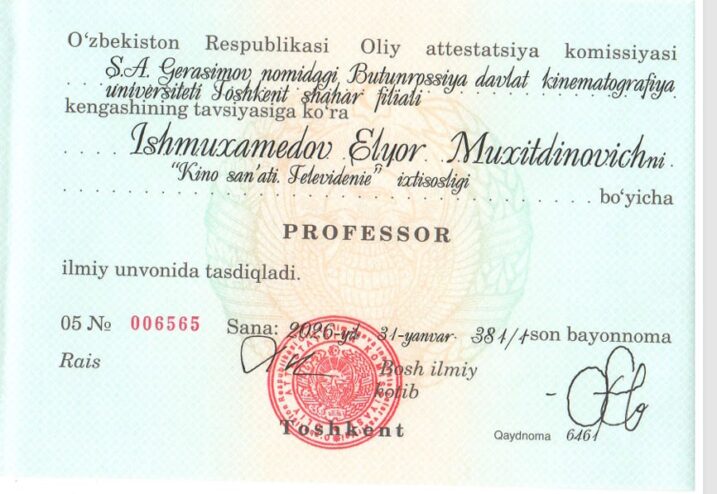 O‘zbekiston Respublikasi Oliy attestatsiya komissiyasi
S.A. Gerasimov nomidagi Butunrossiya davlat kinematografiya
universiteti Toshkent shahar filiali
kengashining tavsiyasiga ko‘ra
Ishmuxamedov Elyor Muxitdinovichni
"Kino san'ati. Televidenie" ixtisosligi
bo‘yicha
PROFESSOR
ilmiy unvonida tasdiqladi.
05 № 006565 Sana: 2026-yil 31-yanvar 381/1 son bayonnoma
Rais Bosh ilmiy
kotib
Toshkent
Qaydnoma 6461